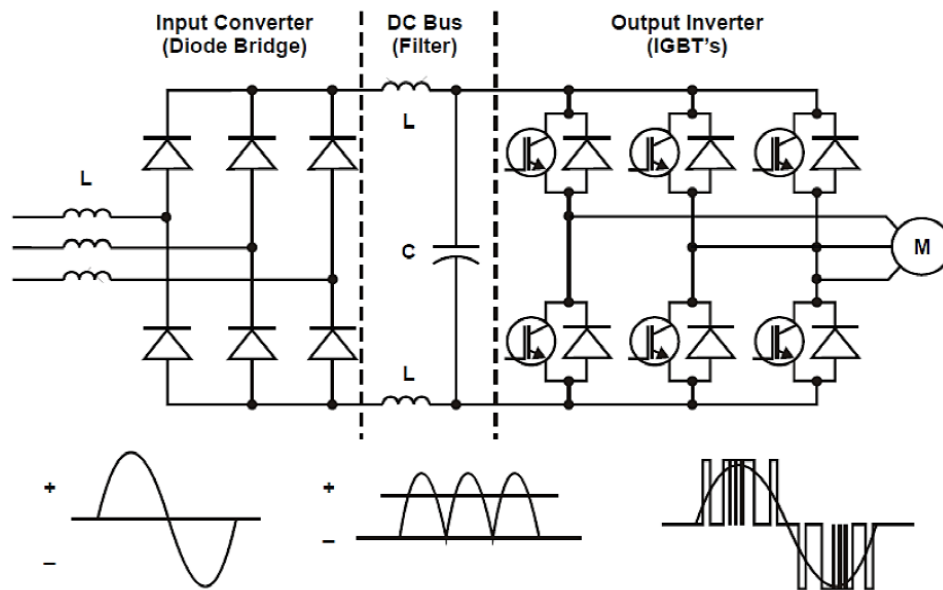 Input Converter
(Diode Bridge)
DC Bus
(Filter)
Output Inverter
(IGBT's)
L
L
C
M
L
+
−
+
−